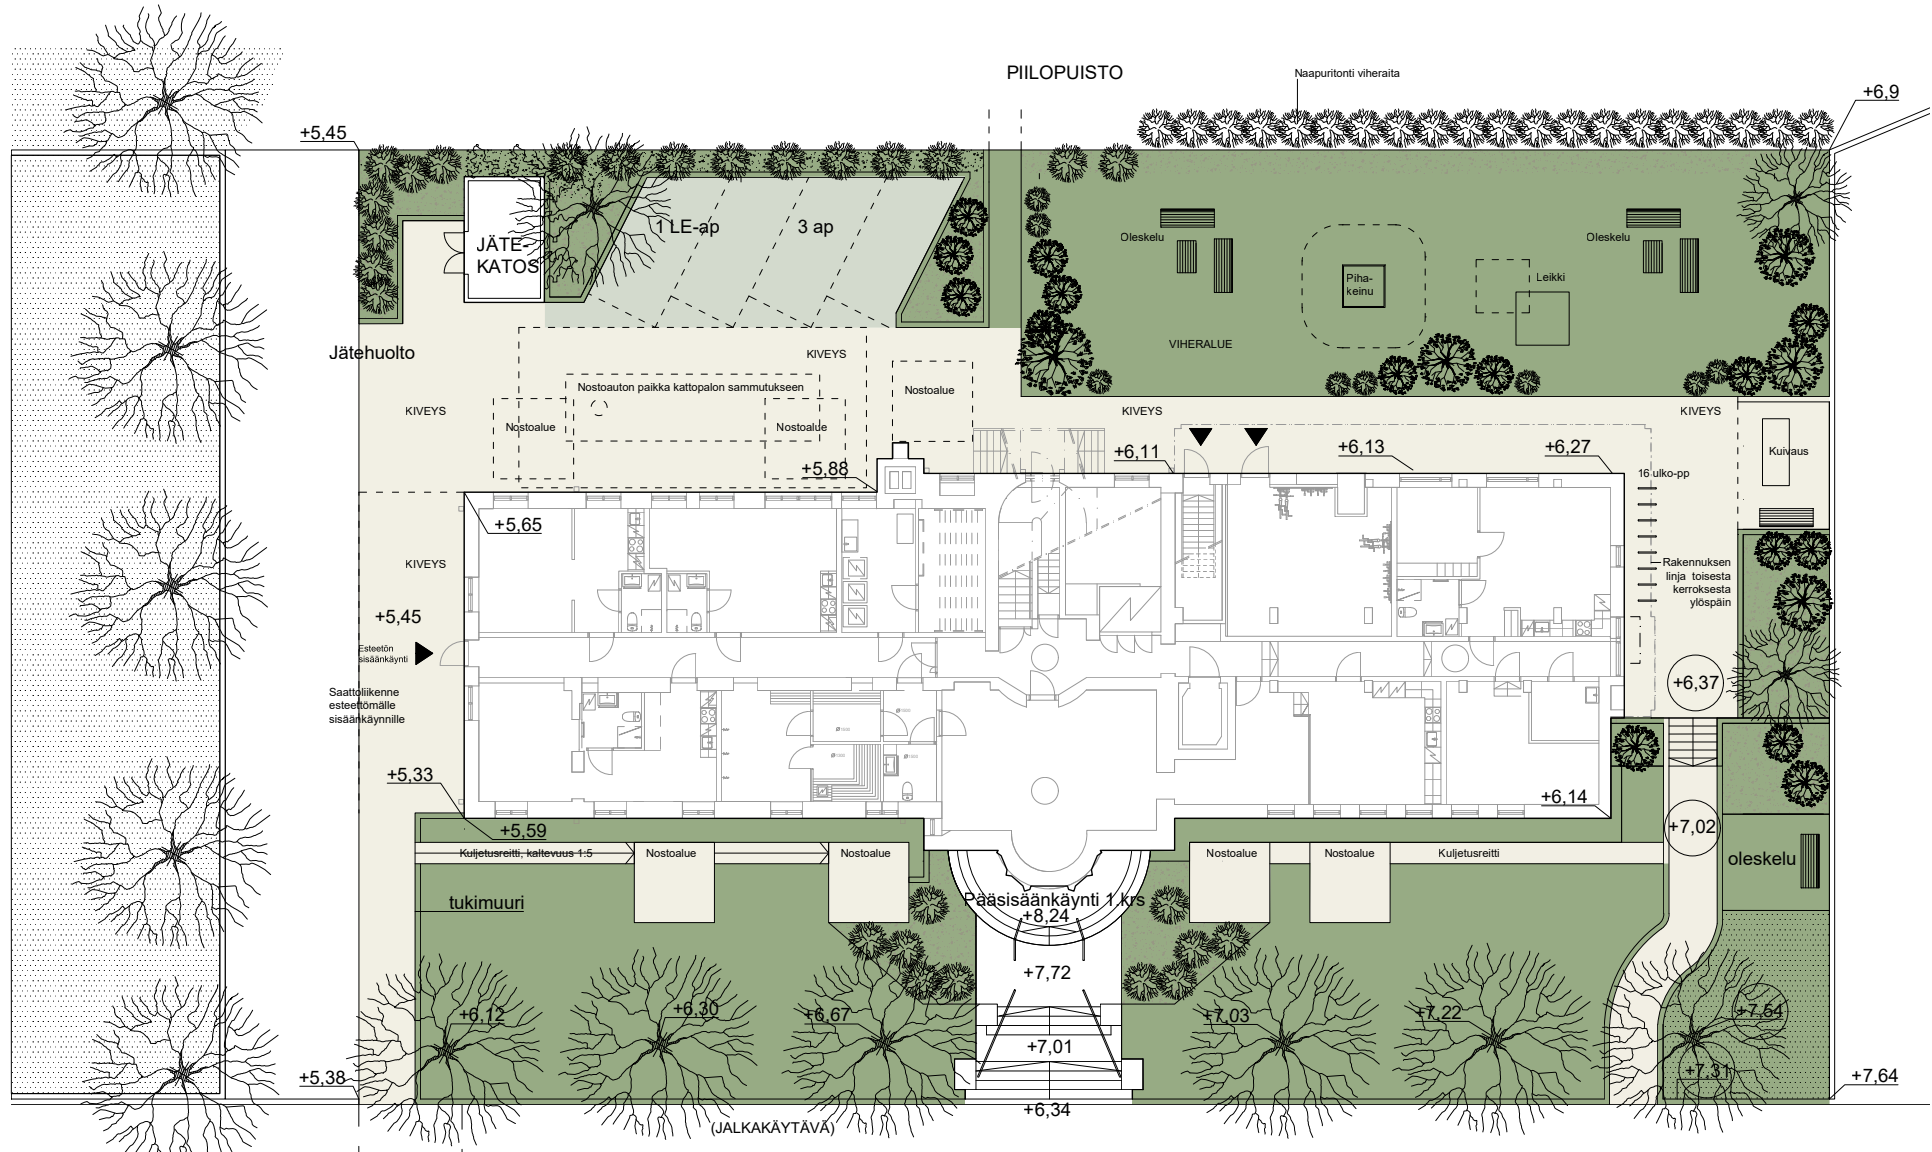 PIILOPUISTO
Naapuritontti viheraita
+6,9
+5,45
1 LE-ap
3 ap
JÄTE-
KATOS
Oleskelu
Oleskelu
Piha-
keinu
Leikki
VIHERALUE
Jätehuolto
KIVEYS
Nostoauton paikka kattopalon sammutukseen
Nostoalue
KIVEYS
Nostoalue
Nostoalue
KIVEYS
KIVEYS
Kuivaus
+5,88
+6,11
+6,13
+6,27
16 ulko-pp
+5,65
KIVEYS
Rakennuksen
linja toisesta
kerroksesta
ylöspäin
+5,45
Esteetön
sisäänkäynti
+6,37
Saattoliikenne
esteettömälle
sisäänkäynnille
+5,33
+6,14
+5,59
+7,02
Kuljetusreitti, kaltevuus 1:5
Nostoalue
Nostoalue
Nostoalue
Nostoalue
Kuljetusreitti
oleskelu
tukimuuri
Pääsisäänkäynti 1.krs
+8,24
+7,72
+6,12
+6,30
+6,67
+7,03
+7,22
+7,54
+7,01
+7,31
+5,38
+7,64
+6,34
(JALKAKÄYTÄVÄ)